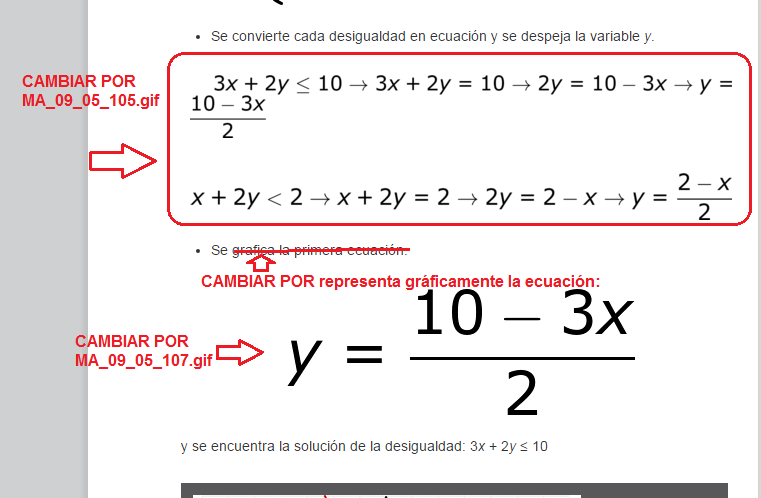 • Se convierte cada desigualdad en ecuación y se despeja la variable y.
CAMBIAR POR
MA_09_05_105.gif
3x + 2y ≤ 10 → 3x + 2y = 10 → 2y = 10 – 3x → y =
10 – 3x
2
x + 2y < 2 → x + 2y = 2 → 2y = 2 – x → y = 2 – x
2
• Se grafica la primera ecuación.
CAMBIAR POR representa gráficamente la ecuación:
CAMBIAR POR
MA_09_05_107.gif
y = 10 – 3x
2
y se encuentra la solución de la desigualdad: 3x + 2y ≤ 10